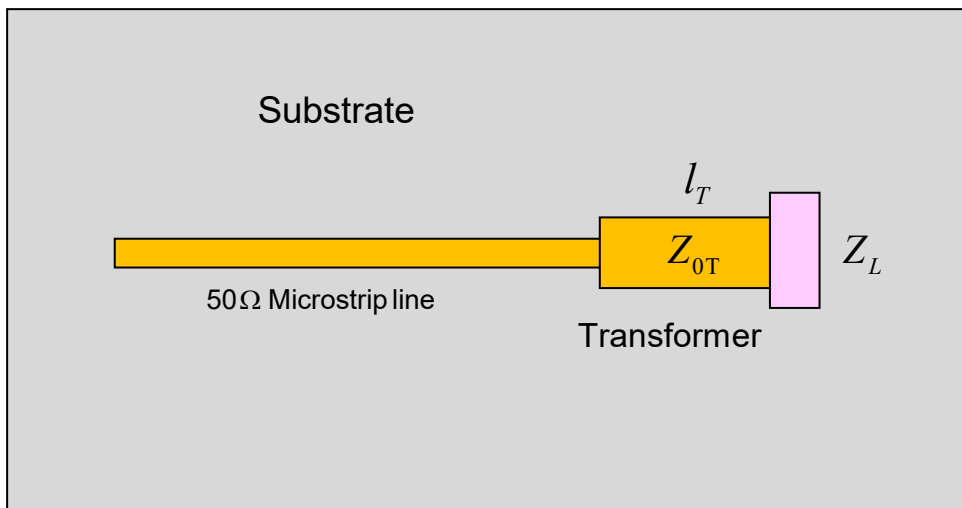 Substrate
l_T
Z_0T
Z_L
50Ω Microstrip line
Transformer